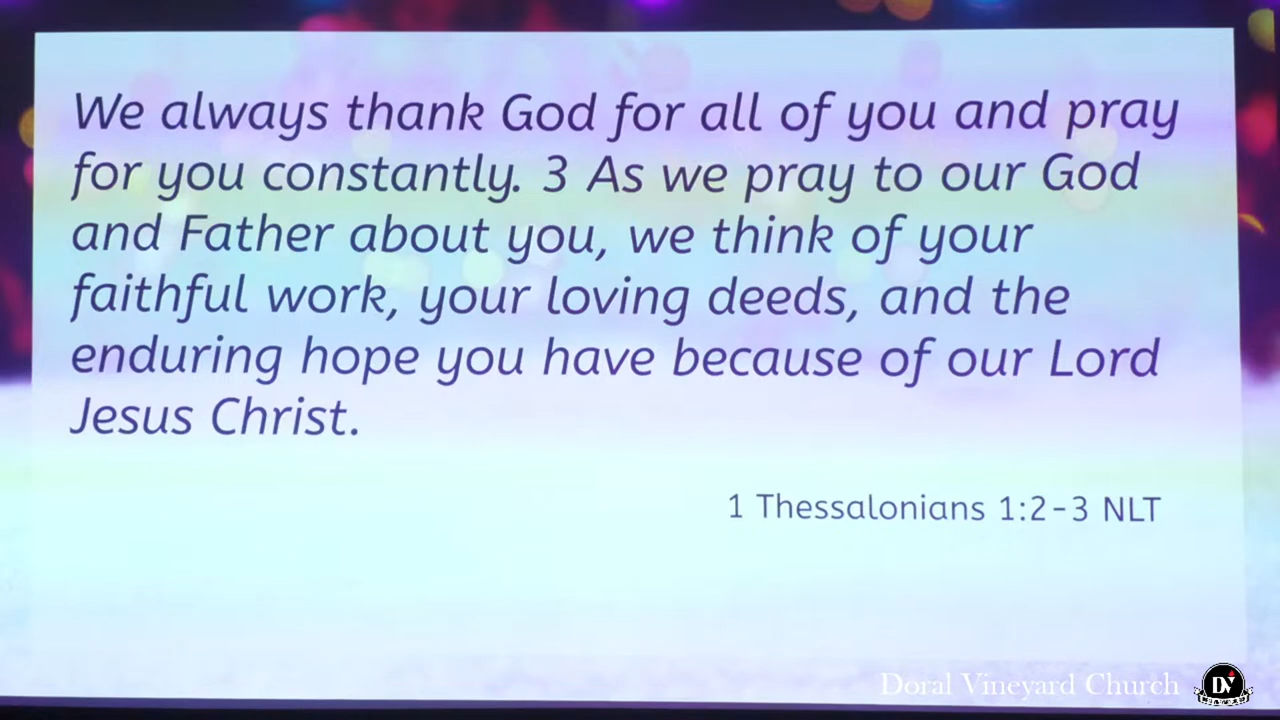 We always thank God for all of you and pray
for you constantly. 3 As we pray to our God
and Father about you, we think of your
faithful work, your loving deeds, and the
enduring hope you have because of our Lord
Jesus Christ.
1 Thessalonians 1:2-3 NLT
Doral Vineyard Church
DV